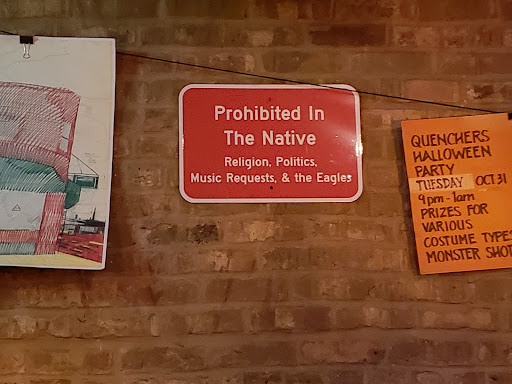 Prohibited In
The Native
Religion, Politics,
Music Requests, & the Eagles
QUENCHERS
HALLOWEEN
PARTY
TUESDAY OCT 31
9pm-1am
PRIZES FOR
VARIOUS
COSTUME TYPES
MONSTER SHOT